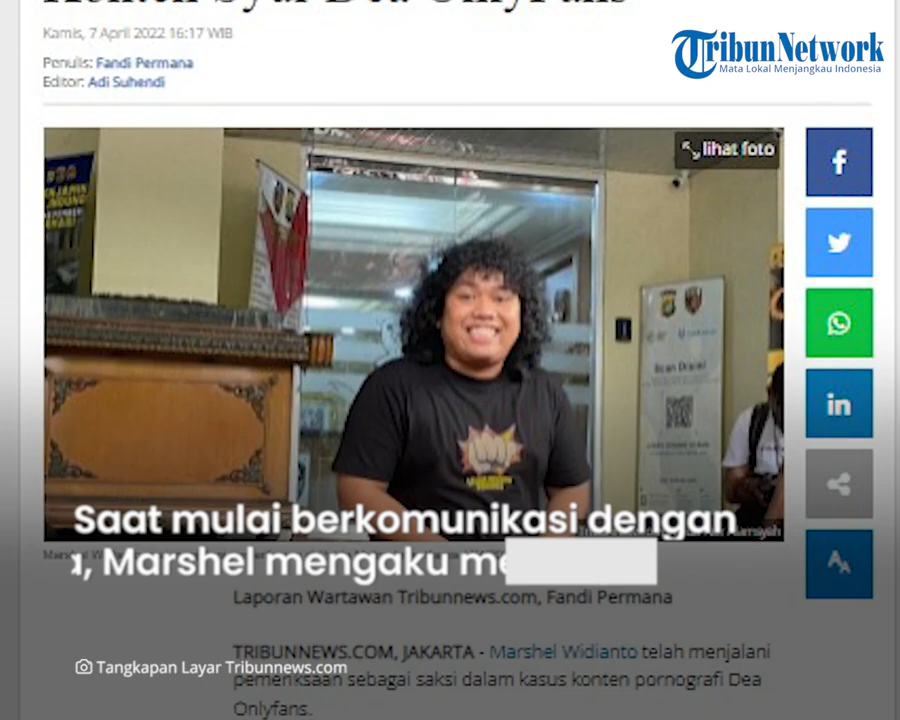 Kamis, 7 April 2022 16:17 WIB
Penulis: Fandi Permana
Editor: Adi Suhendi
TribunNetwork
Mata Lokal Menjangkau Indonesia
lihat foto
Saat mulai berkomunikasi dengan
, Marshel mengaku
Laporan Wartawan Tribunnews.com, Fandi Permana
TRIBUNNEWS.COM, JAKARTA - Marshel Widianto telah menjalani
pemeriksaan sebagai saksi dalam kasus konten pornografi Dea
Onlyfans.
Tangkapan Layar Tribunnews.com